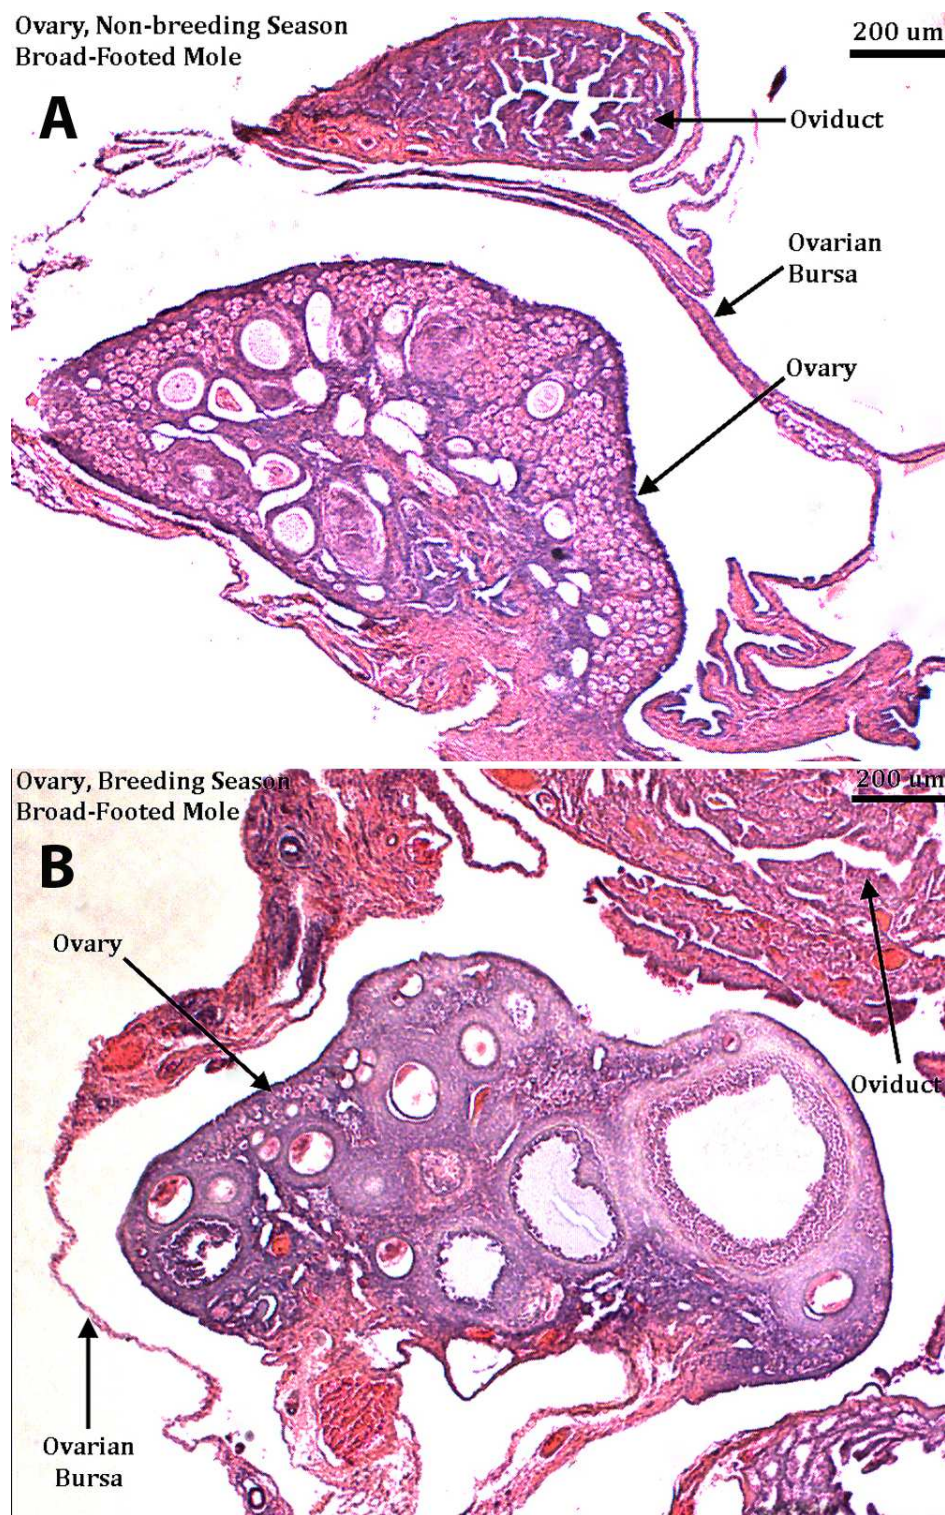 Ovary, Non-breeding Season
Broad-Footed Mole
200 um
A
Oviduct
Ovarian
Bursa
Ovary
Ovary, Breeding Season
Broad-Footed Mole
200 um
B
Ovary
Oviduct
Ovarian
Bursa